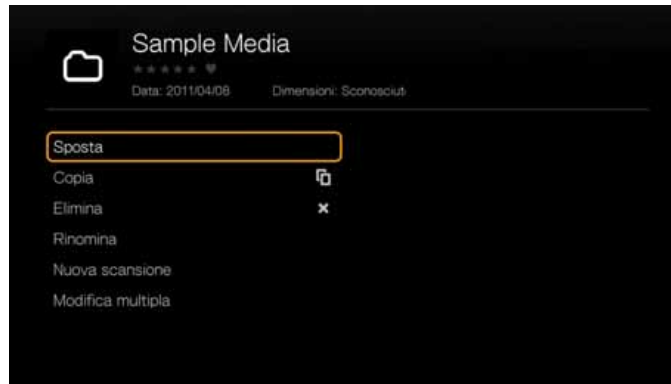 Sample Media
Data: 2011/04/08 Dimensioni: Sconosciut
Sposta
Copia
Elimina
Rinomina
Nuova scansione
Modifica multipla